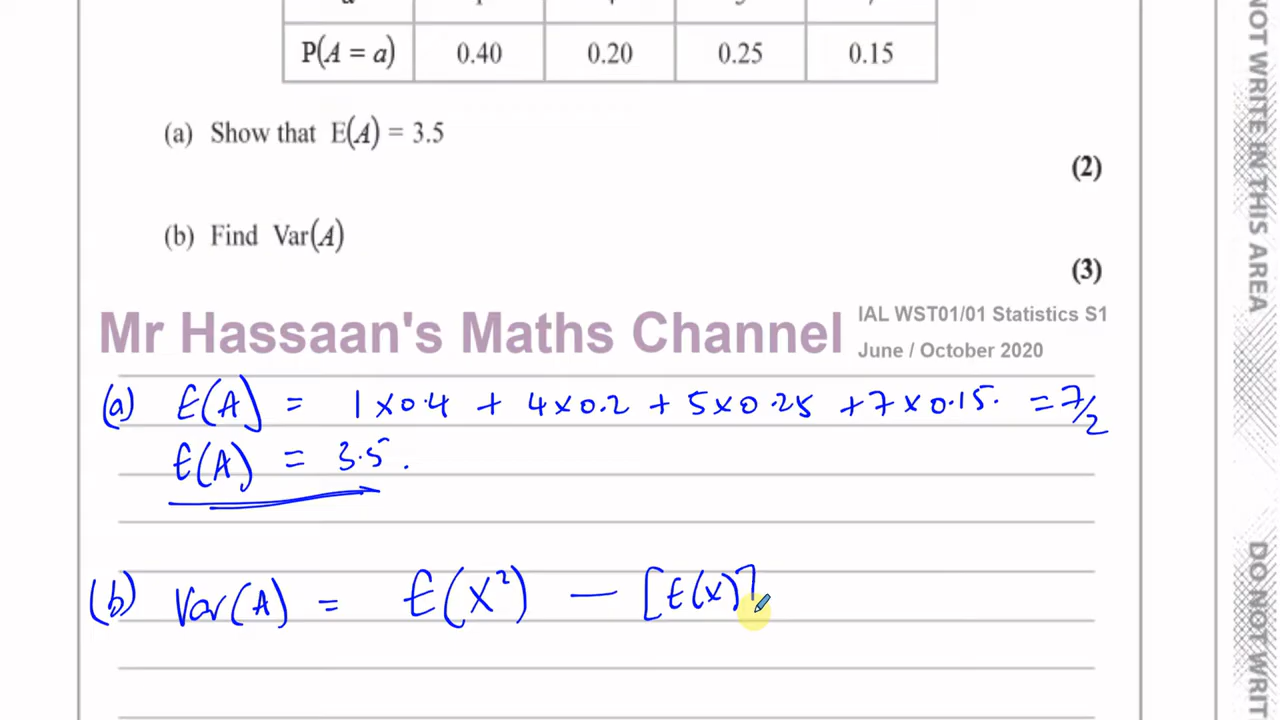 P(A = a) 0.40 0.20 0.25 0.15
(a) Show that E(A) = 3.5
(2)
(b) Find Var(A)
(3)
Mr Hassaan's Maths Channel
IAL WST01/01 Statistics S1
June / October 2020
(a) E(A) = 1 × 0.4 + 4 × 0.2 + 5 × 0.25 + 7 × 0.15. = 7/2
E(A) = 3.5.
(b) Var(A) = E(X²) — [E(X)]
NOT WRITE IN THIS AREA
DO NOT WRIT